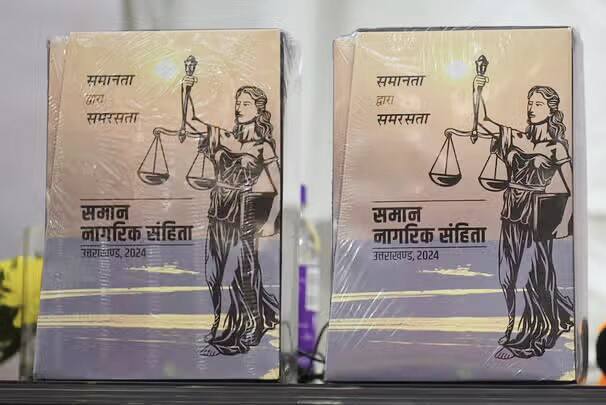 समानता
द्वारा
समरसता
समान
नागरिक संहिता
उत्तराखण्ड, 2024
समानता
द्वारा
समरसता
समान
नागरिक संहिता
उत्तराखण्ड, 2024